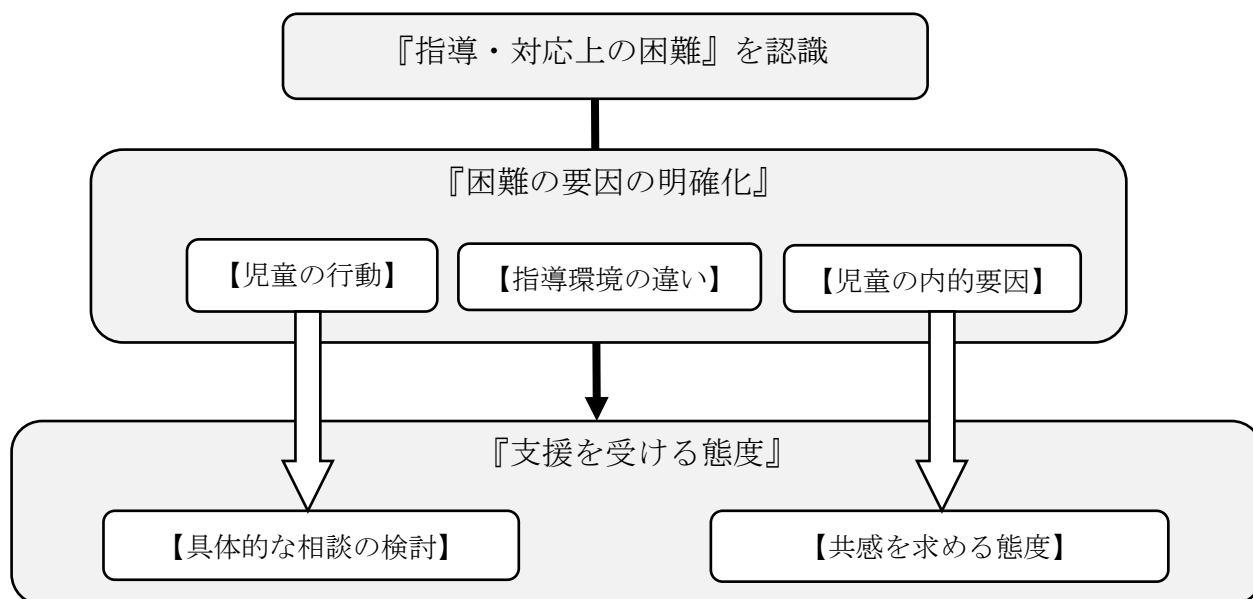 『指導・対応上の困難』を認識
『困難の要因の明確化』
【児童の行動】
【指導環境の違い】
【児童の内的要因】
『支援を受ける態度』
【具体的な相談の検討】
【共感を求める態度】